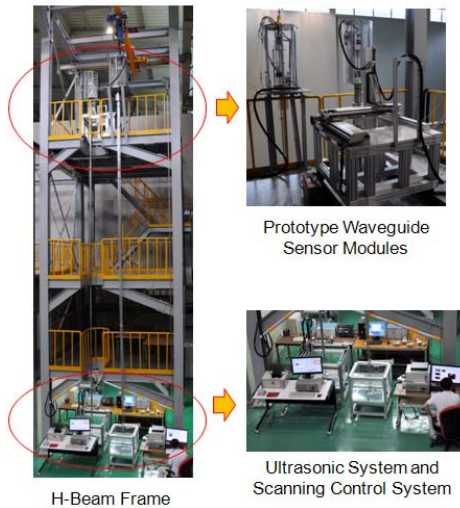 Prototype Waveguide
Sensor Modules
Ultrasonic System and
Scanning Control System
H-Beam Frame